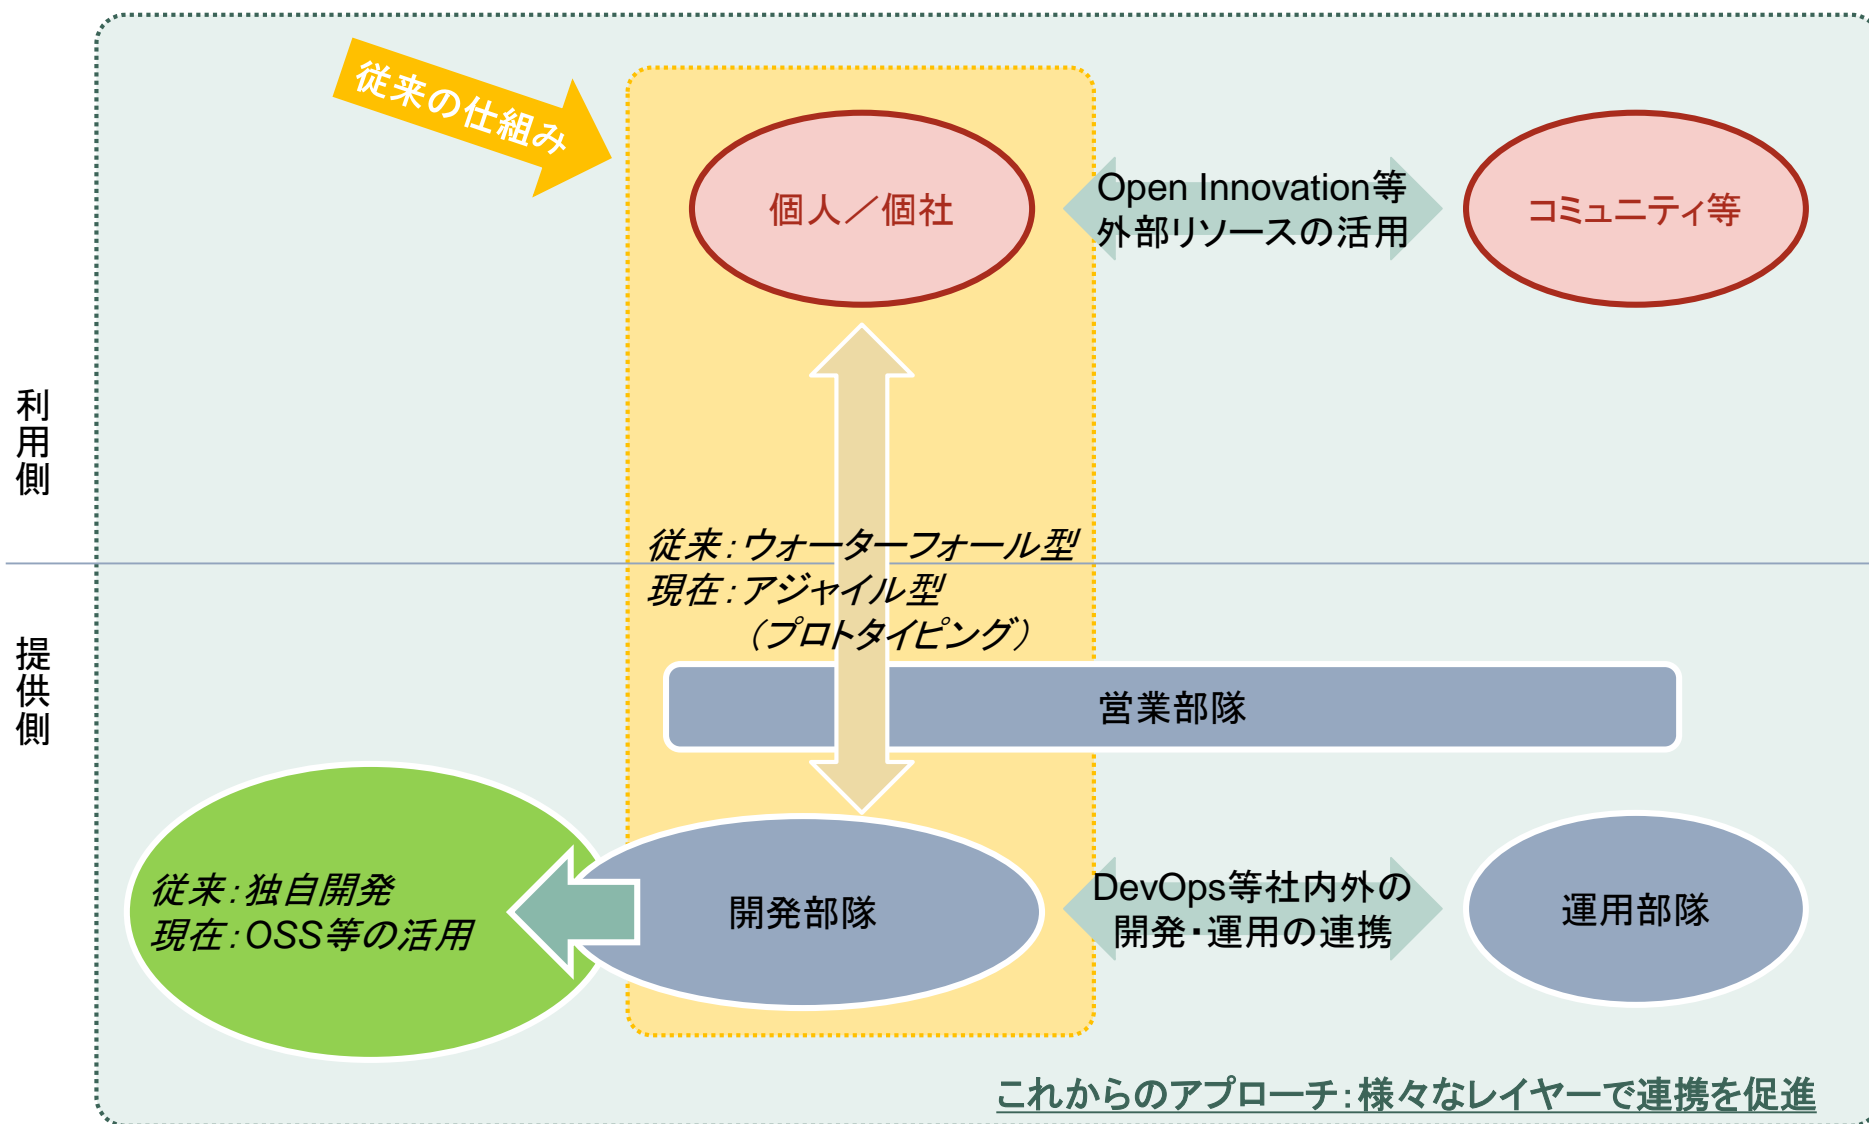 従来の仕組み
個人／個社
Open Innovation等
外部リソースの活用
コミュニティ等
利用側
従来：ウォーターフォール型
現在：アジャイル型
（プロトタイピング）
提供側
営業部隊
従来：独自開発
現在：OSS等の活用
開発部隊
DevOps等社内外の
開発・運用の連携
運用部隊
これからのアプローチ：様々なレイヤーで連携を促進